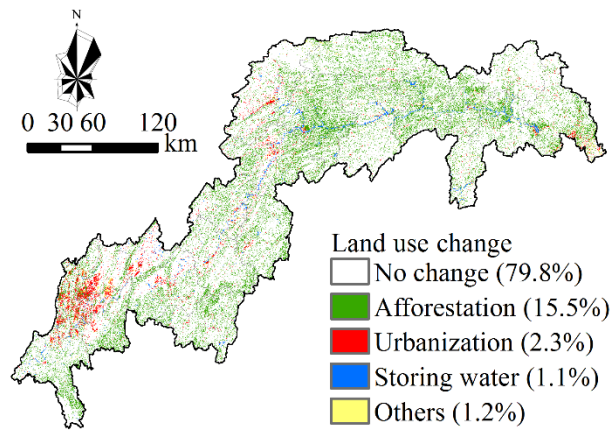 N
0 30 60 120
km
Land use change
No change (79.8%)
Afforestation (15.5%)
Urbanization (2.3%)
Storing water (1.1%)
Others (1.2%)